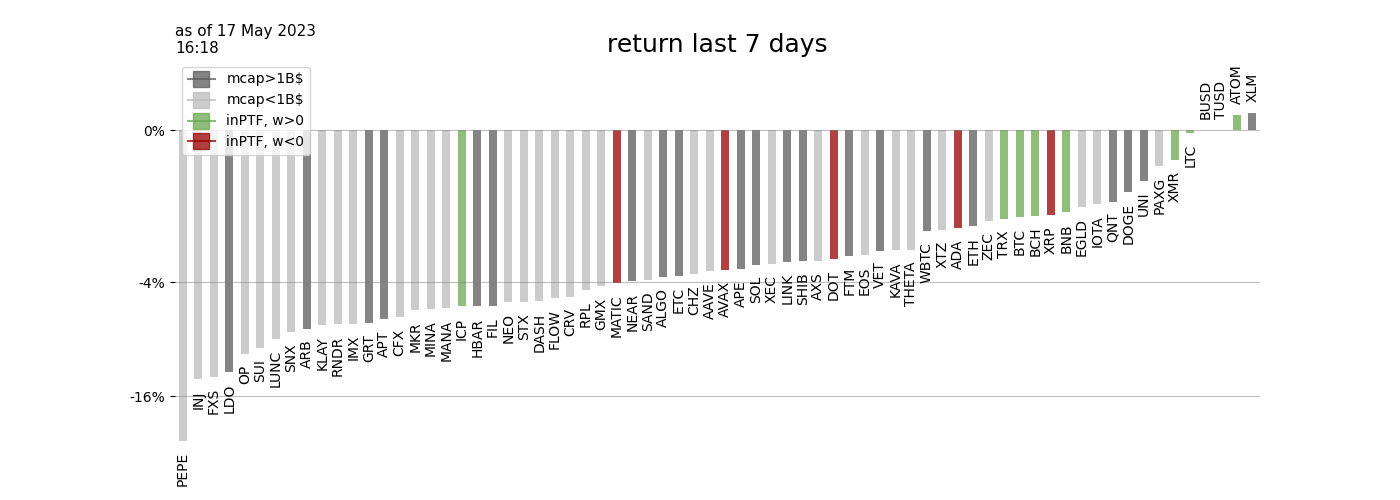 as of 17 May 2023
16:18
return last 7 days
mcap>1B$
mcap<1B$
inPTF, w>0
inPTF, w<0
0%
-4%
-16%
PEPE
INJ
FXS
LDO
OP
SUI
LUNC
SNX
ARB
KLAY
RNDR
IMX
GRT
APT
CFX
MKR
MINA
MANA
ICP
HBAR
FIL
NEO
STX
DASH
FLOW
CRV
RPL
GMX
MATIC
NEAR
SAND
ALGO
ETC
CHZ
AAVE
AVAX
APE
SOL
XEC
LINK
SHIB
AXS
DOT
FTM
EOS
VET
KAVA
THETA
WBTC
XTZ
ADA
ETH
ZEC
TRX
BTC
BCH
XRP
BNB
EGLD
IOTA
QNT
DOGE
UNI
PAXG
XMR
LTC
BUSD
TUSD
ATOM
XLM